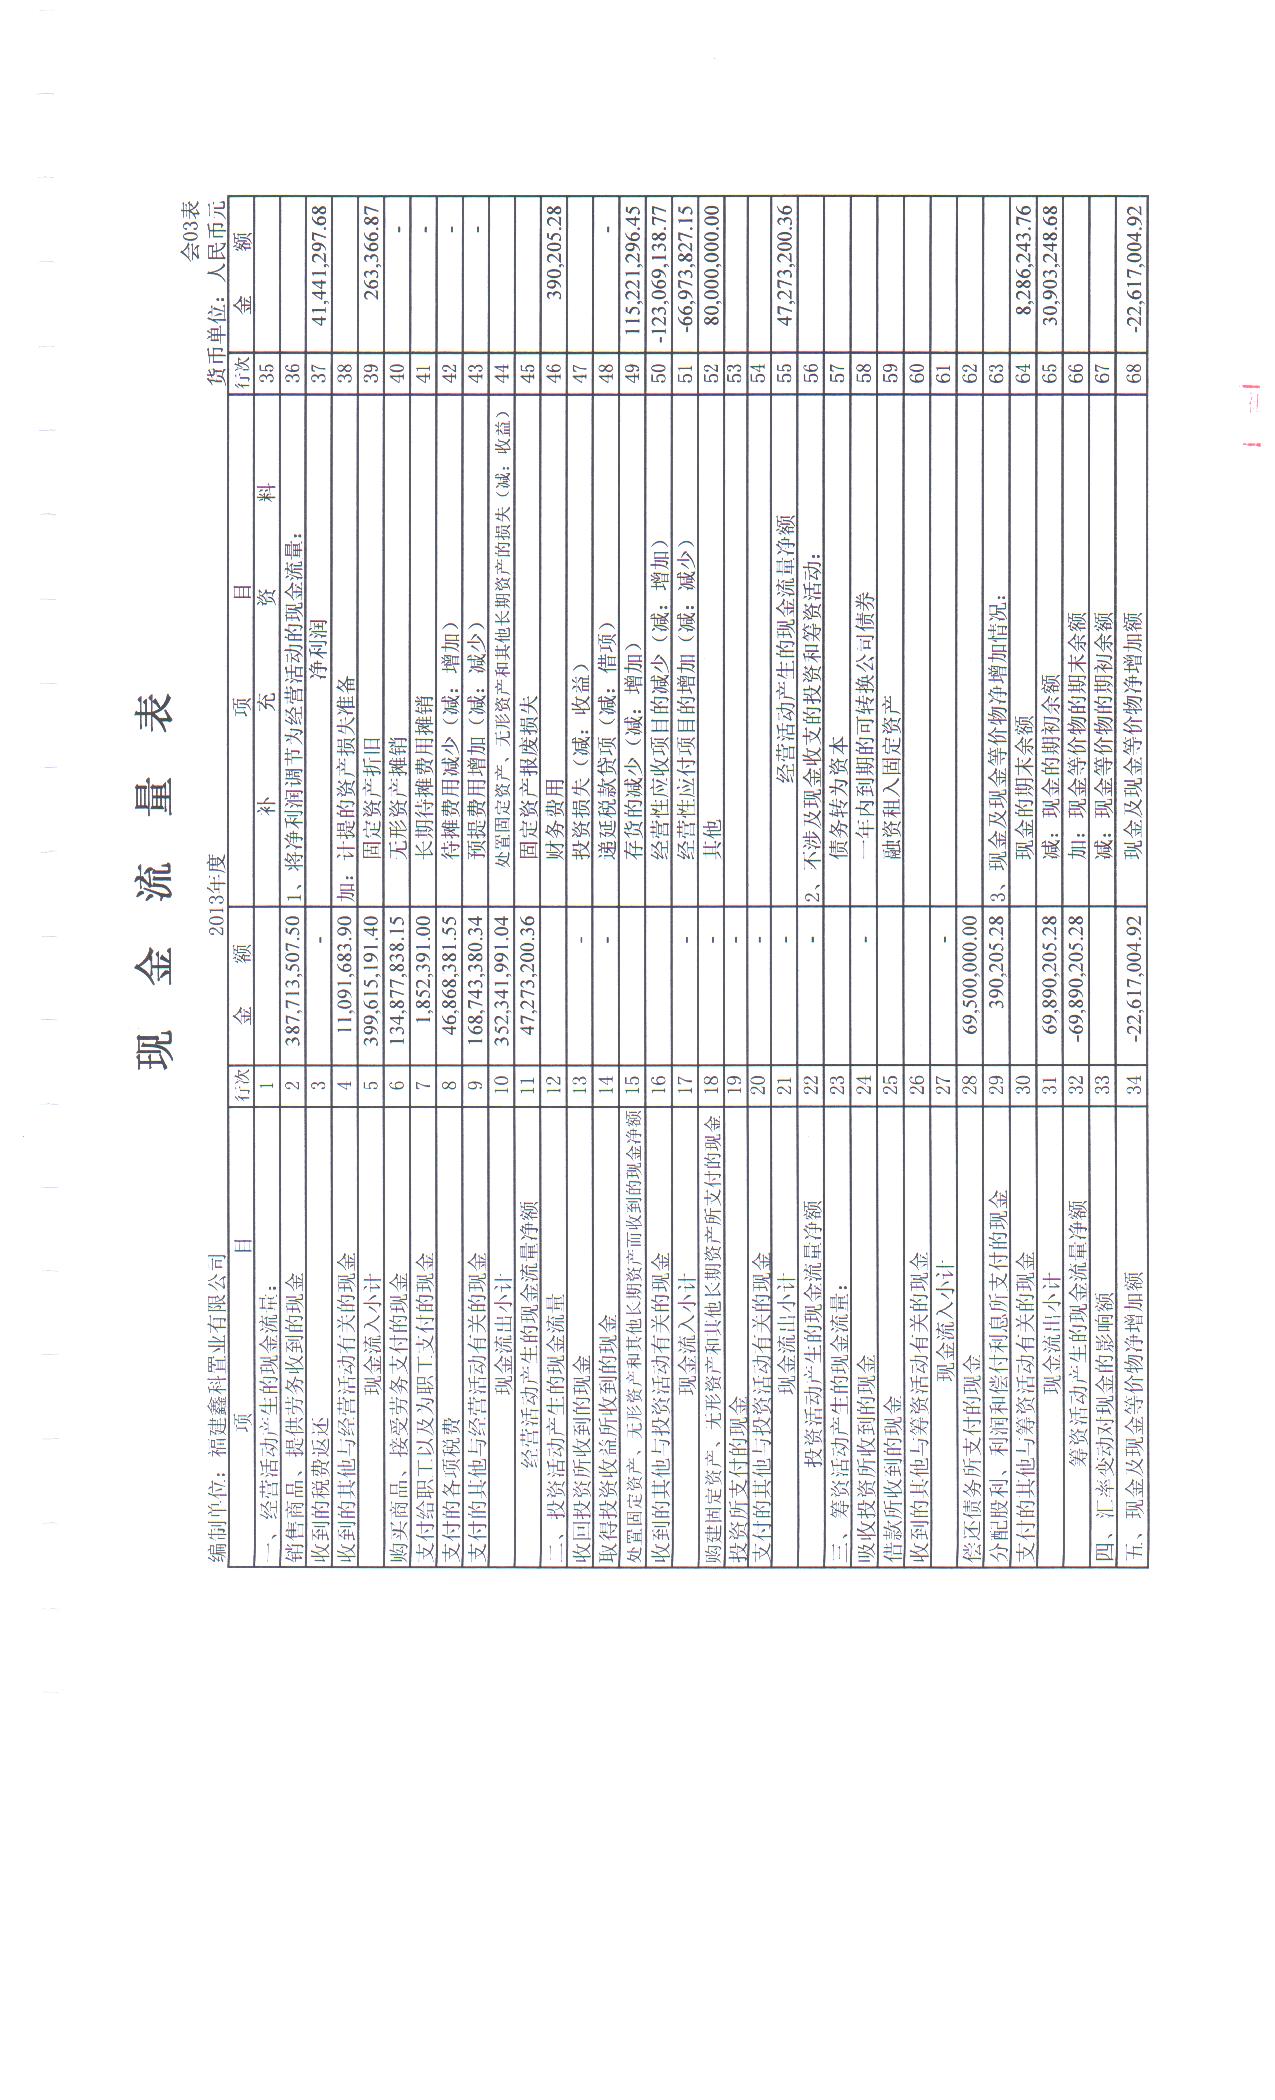 现 金 流 量 表
会03表
编制单位：福建鑫科置业有限公司 2013年度 货币单位：人民币元
项 目 行次 金 额 项 目 行次 金 额
一、经营活动产生的现金流量： 1 补 充 资 料 35
销售商品、提供劳务收到的现金 2 387,713,507.50 1、将净利润调节为经营活动的现金流量： 36
收到的税费返还 3 - 净利润 37 41,441,297.68
收到的其他与经营活动有关的现金 4 11,091,683.90 加：计提的资产损失准备 38
现金流入小计 5 399,615,191.40 固定资产折旧 39 263,366.87
购买商品、接受劳务支付的现金 6 134,877,838.15 无形资产摊销 40 -
支付给职工以及为职工支付的现金 7 1,852,391.00 长期待摊费用摊销 41 -
支付的各项税费 8 46,868,381.55 待摊费用减少（减：增加） 42 -
支付的其他与经营活动有关的现金 9 168,743,380.34 预提费用增加（减：减少） 43 -
现金流出小计 10 352,341,991.04 处置固定资产、无形资产和其他长期资产的损失（减：收益） 44
经营活动产生的现金流量净额 11 47,273,200.36 固定资产报废损失 45
二、投资活动产生的现金流量 12 财务费用 46 390,205.28
收回投资所收到的现金 13 - 投资损失（减：收益） 47
取得投资收益所收到的现金 14 - 递延税款贷项（减：借项） 48 -
处置固定资产、无形资产和其他长期资产而收到的现金净额 15 存货的减少（减：增加） 49 115,221,296.45
收到的其他与投资活动有关的现金 16 经营性应收项目的减少（减：增加） 50 -123,069,138.77
现金流入小计 17 - 经营性应付项目的增加（减：减少） 51 -66,973,827.15
购建固定资产、无形资产和其他长期资产所支付的现金 18 - 其他 52 80,000,000.00
投资所支付的现金 19 - 53
支付的其他与投资活动有关的现金 20 - 54
现金流出小计 21 - 经营活动产生的现金流量净额 55 47,273,200.36
投资活动产生的现金流量净额 22 - 2、不涉及现金收支的投资和筹资活动： 56
三、筹资活动产生的现金流量： 23 债务转为资本 57
吸收投资所收到的现金 24 - 一年内到期的可转换公司债券 58
借款所收到的现金 25 融资租入固定资产 59
收到的其他与筹资活动有关的现金 26 60
现金流入小计 27 - 61
偿还债务所支付的现金 28 69,500,000.00 62
分配股利、利润和偿付利息所支付的现金 29 390,205.28 3、现金及现金等价物净增加情况： 63
支付的其他与筹资活动有关的现金 30 现金的期末余额 64 8,286,243.76
现金流出小计 31 69,890,205.28 减：现金的期初余额 65 30,903,248.68
筹资活动产生的现金流量净额 32 -69,890,205.28 加：现金等价物的期末余额 66
四、汇率变动对现金的影响额 33 减：现金等价物的期初余额 67
五、现金及现金等价物净增加额 34 -22,617,004.92 现金及现金等价物净增加额 68 -22,617,004.92